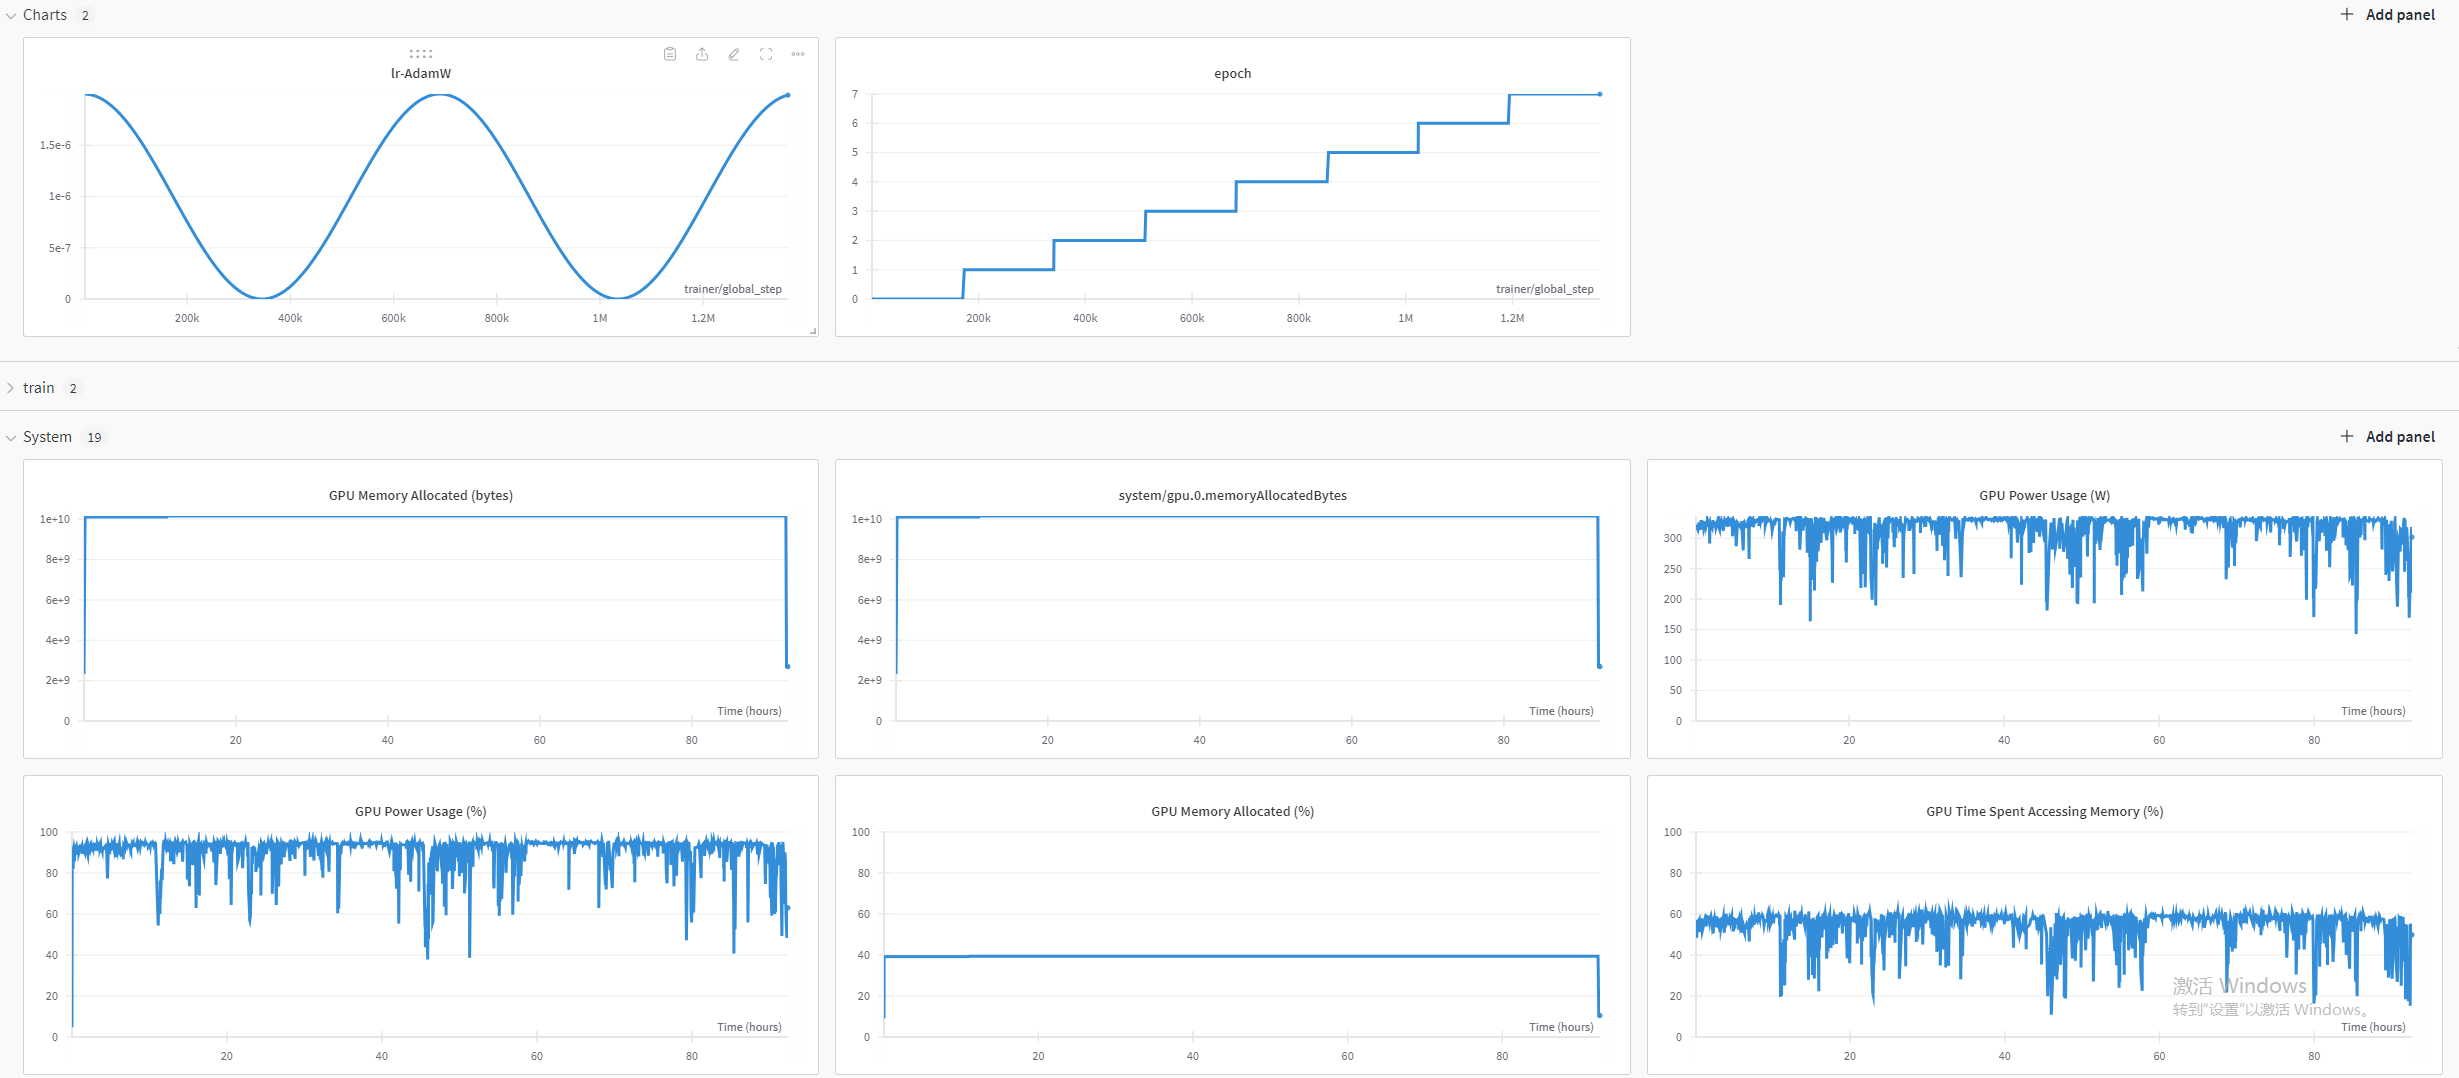 Charts 2
Add panel
lr-AdamW
1.5e-6
1e-6
5e-7
0
200k 400k 600k 800k 1M 1.2M
trainer/global_step
epoch
7
6
5
4
3
2
1
0
200k 400k 600k 800k 1M 1.2M
trainer/global_step
train 2
System 19
Add panel
GPU Memory Allocated (bytes)
1e+10
8e+9
6e+9
4e+9
2e+9
0
20 40 60 80
Time (hours)
system/gpu.0.memoryAllocatedBytes
1e+10
8e+9
6e+9
4e+9
2e+9
0
20 40 60 80
Time (hours)
GPU Power Usage (W)
300
250
200
150
100
50
0
20 40 60 80
Time (hours)
GPU Power Usage (%)
100
80
60
40
20
0
20 40 60 80
Time (hours)
GPU Memory Allocated (%)
100
80
60
40
20
0
20 40 60 80
Time (hours)
GPU Time Spent Accessing Memory (%)
100
80
60
40
20
0
20 40 60 80
Time (hours)
激活 Windows
转到“设置”以激活 Windows。